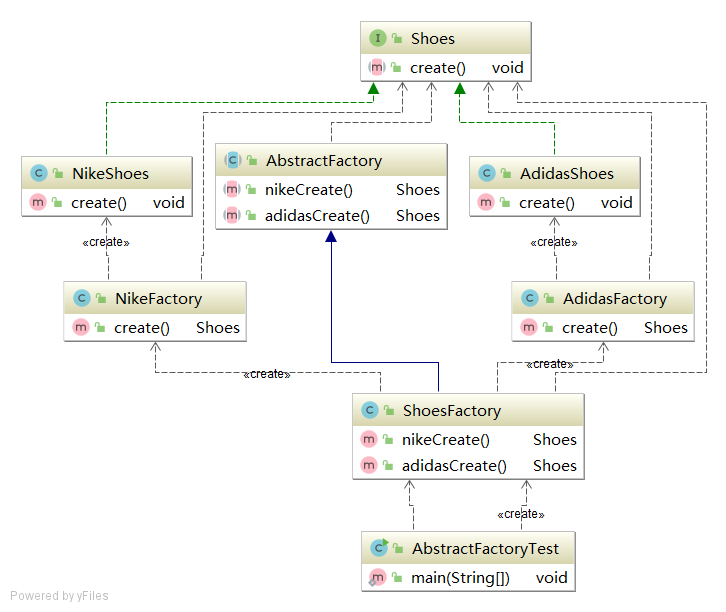 Shoes
create() void
NikeShoes
create() void
AbstractFactory
nikeCreate() Shoes
adidasCreate() Shoes
AdidasShoes
create() void
«create»
«create»
NikeFactory
create() Shoes
AdidasFactory
create() Shoes
«create»
«create»
ShoesFactory
nikeCreate() Shoes
adidasCreate() Shoes
«create»
AbstractFactoryTest
main(String[]) void
Powered by yFiles